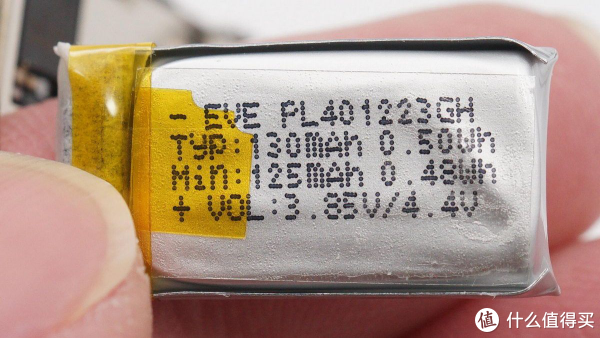 - EVE PL401223GH
Typ:130mAh 0.50Wh
Min:125mAh 0.48Wh
+ VOL:3.85V/4.4V
值 什么值得买